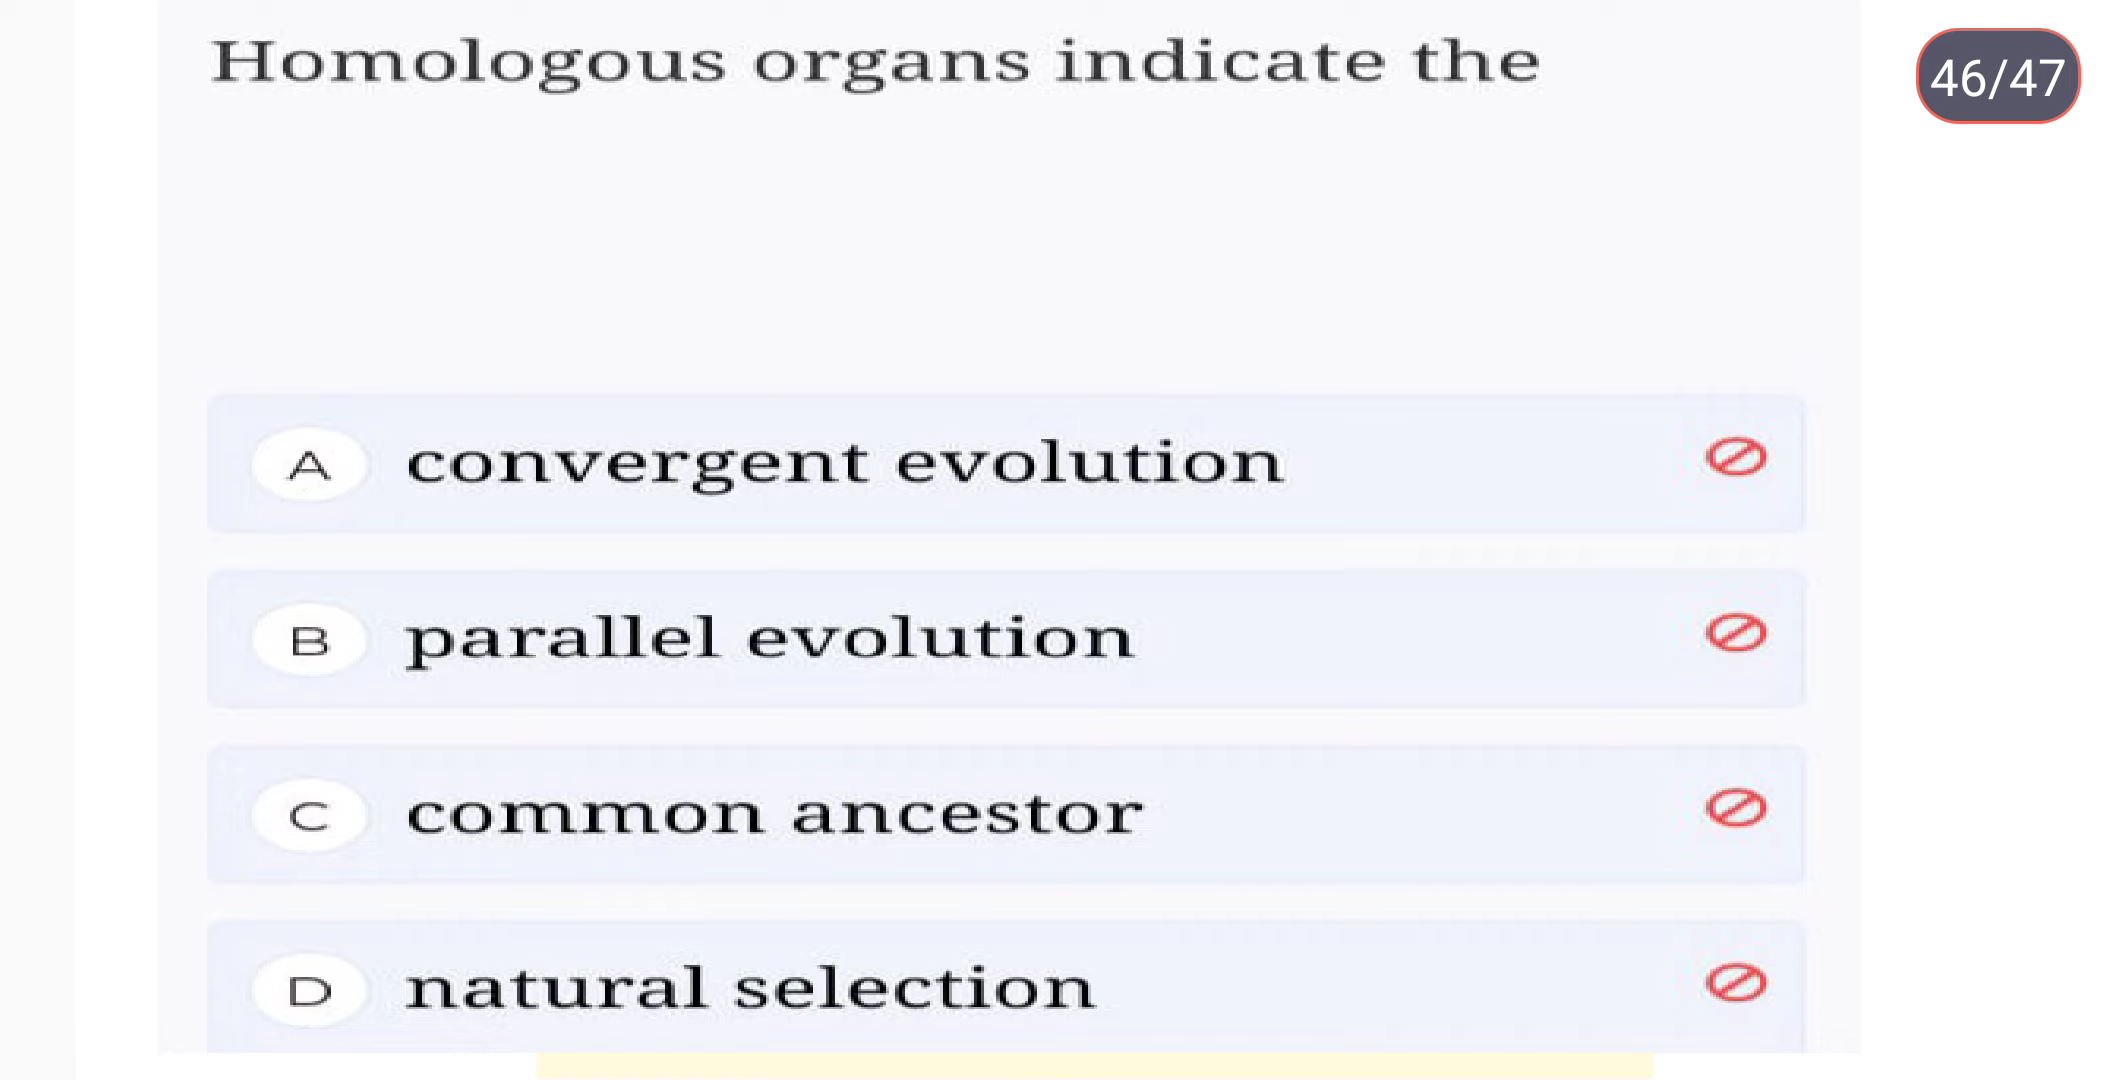 Homologous organs indicate the
46/47
A convergent evolution
B parallel evolution
C common ancestor
D natural selection